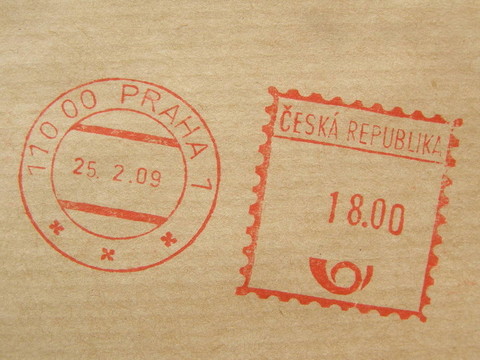 110 00 PRAHA 1
25. 2.09
ČESKÁ REPUBLIKA
18.00